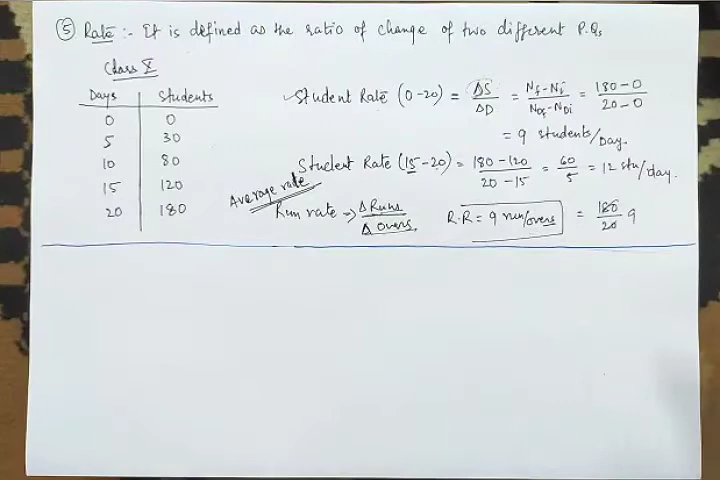 ⑤ Rate :- It is defined as the ratio of change of two different P.Qs
Class X
Days Students
0 0
5 30
10 80
15 120
20 180
Student Rate (0-20) = ΔS/ΔD = Nf-Ni/NDf-NDi = 180-0/20-0
= 9 students/Day.
Student Rate (15-20) = 180-120/20-15 = 60/5 = 12 stu/day.
Average rate
Run rate => ΔRuns/Δ overs. R.R = 9 run/overs = 180/20 9